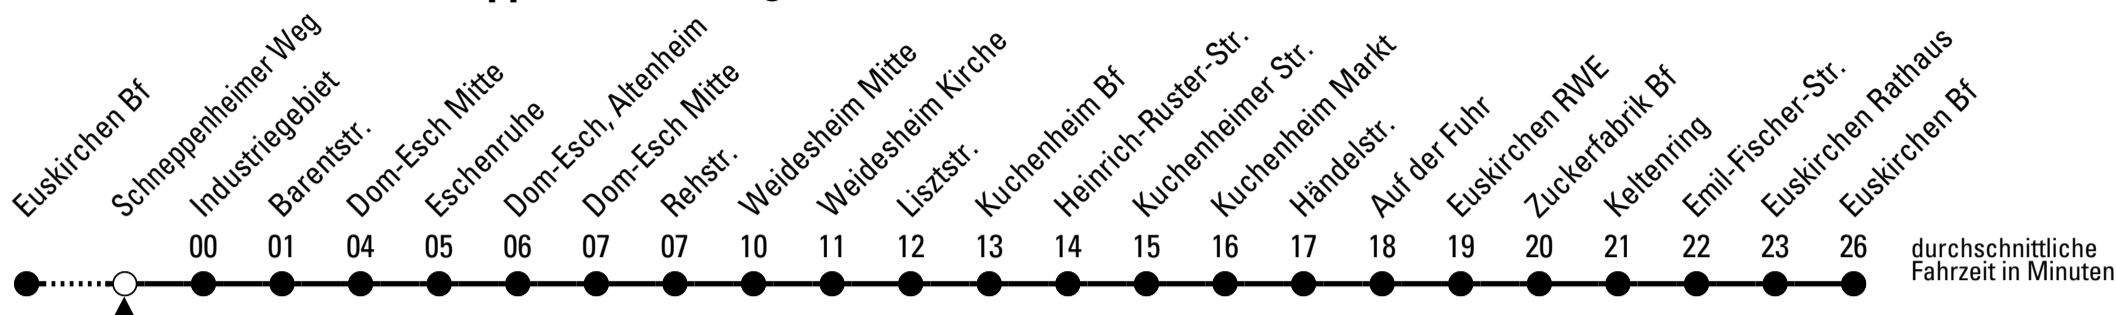 Euskirchen Bf
Schneppenheimer Weg
Industriegebiet
Barentstr.
Dom-Esch Mitte
Eschenruhe
Dom-Esch, Altenheim
Dom-Esch Mitte
Rehstr.
Weidesheim Mitte
Weidesheim Kirche
Lisztstr.
Kuchenheim Bf
Heinrich-Ruster-Str.
Kuchenheimer Str.
Kuchenheim Markt
Händelstr.
Auf der Fuhr
Euskirchen RWE
Zuckerfabrik Bf
Keltenring
Emil-Fischer-Str.
Euskirchen Rathaus
Euskirchen Bf
00 01 04 05 06 07 07 10 11 12 13 14 15 16 17 18 19 20 21 22 23 26
durchschnittliche
Fahrzeit in Minuten